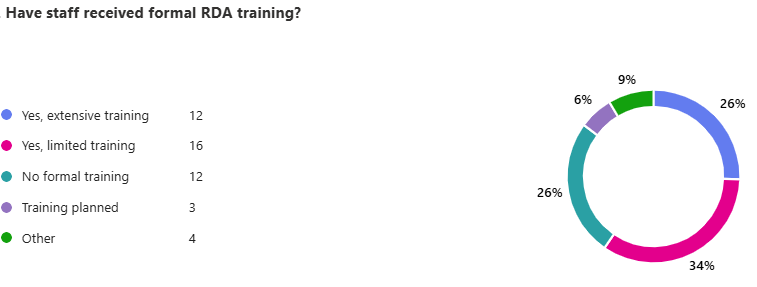 . Have staff received formal RDA training?
Yes, extensive training 12
Yes, limited training 16
No formal training 12
Training planned 3
Other 4
9%
6%
26%
26%
34%